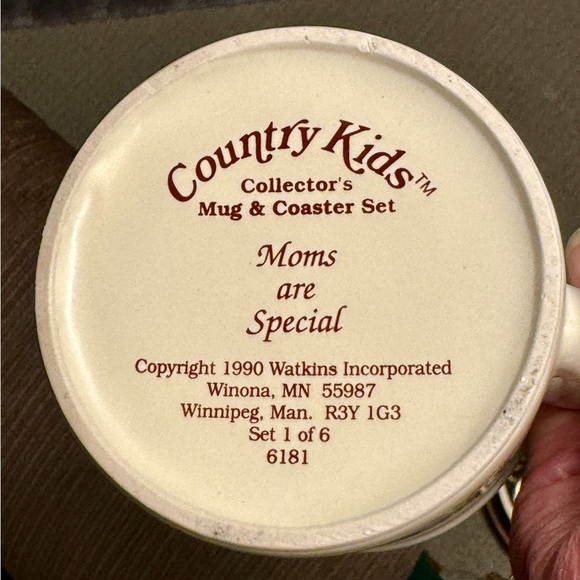 Country Kids™
Collector's
Mug & Coaster Set
Moms
are
Special
Copyright 1990 Watkins Incorporated
Winona, MN 55987
Winnipeg, Man. R3Y 1G3
Set 1 of 6
6181